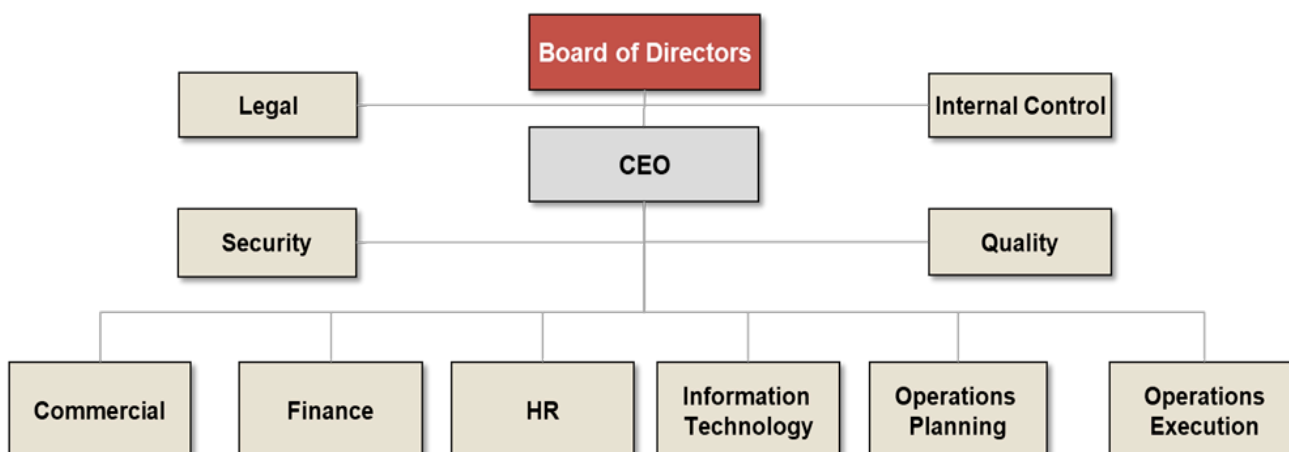 Board of Directors
Legal
Internal Control
CEO
Security
Quality
Commercial
Finance
HR
Information
Technology
Operations
Planning
Operations
Execution